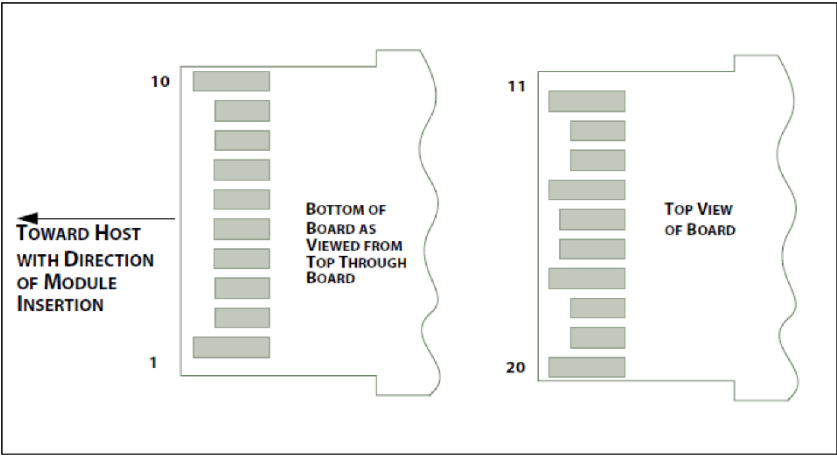 10
BOTTOM OF
BOARD AS
VIEWED FROM
TOP THROUGH
BOARD
TOWARD HOST
WITH DIRECTION
OF MODULE
INSERTION
1
11
TOP VIEW
OF BOARD
20